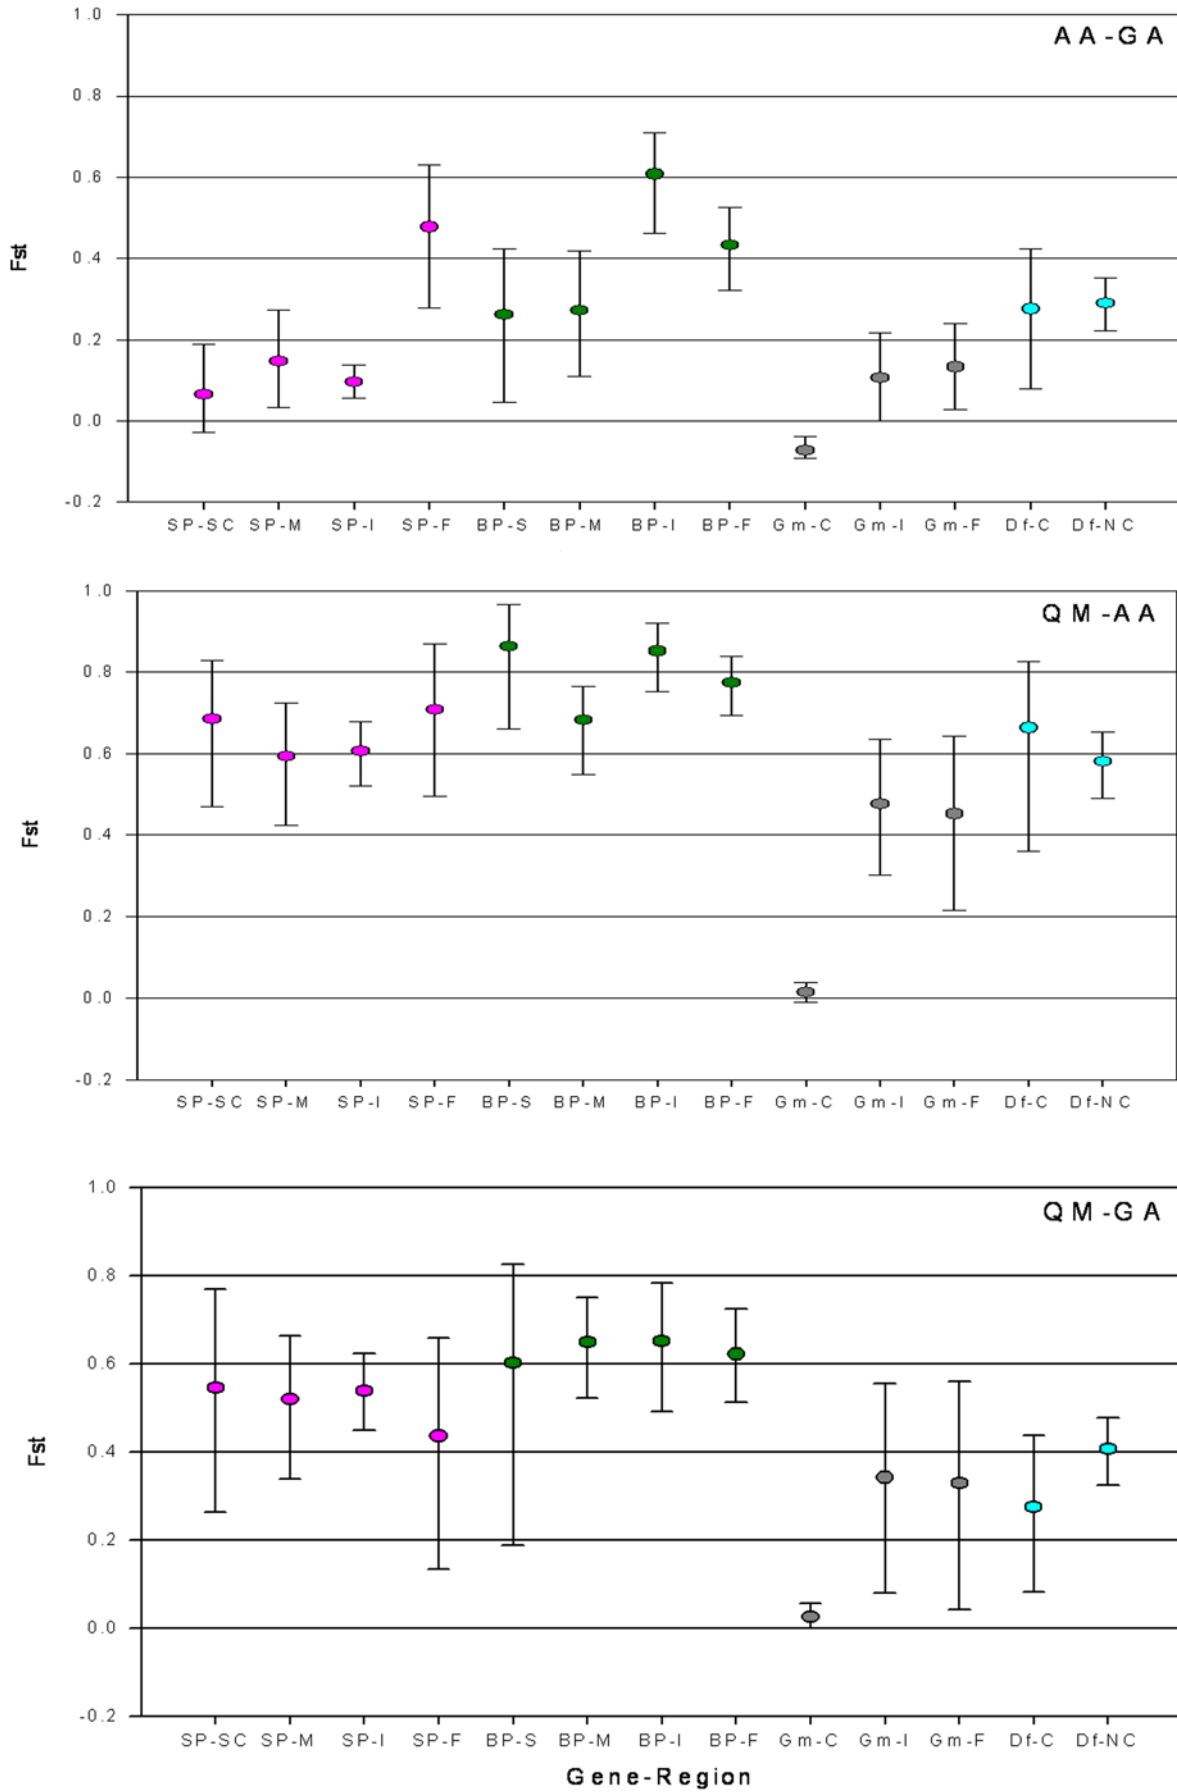 AA-GA
1.0
0.8
0.6
0.4
0.2
0.0
-0.2
Fst
SP-SC SP-M SP-I SP-F BP-S BP-M BP-I BP-F Gm-C Gm-I Gm-F Df-C Df-NC
QM-AA
1.0
0.8
0.6
0.4
0.2
0.0
-0.2
Fst
SP-SC SP-M SP-I SP-F BP-S BP-M BP-I BP-F Gm-C Gm-I Gm-F Df-C Df-NC
QM-GA
1.0
0.8
0.6
0.4
0.2
0.0
-0.2
Fst
SP-SC SP-M SP-I SP-F BP-S BP-M BP-I BP-F Gm-C Gm-I Gm-F Df-C Df-NC
Gene-Region